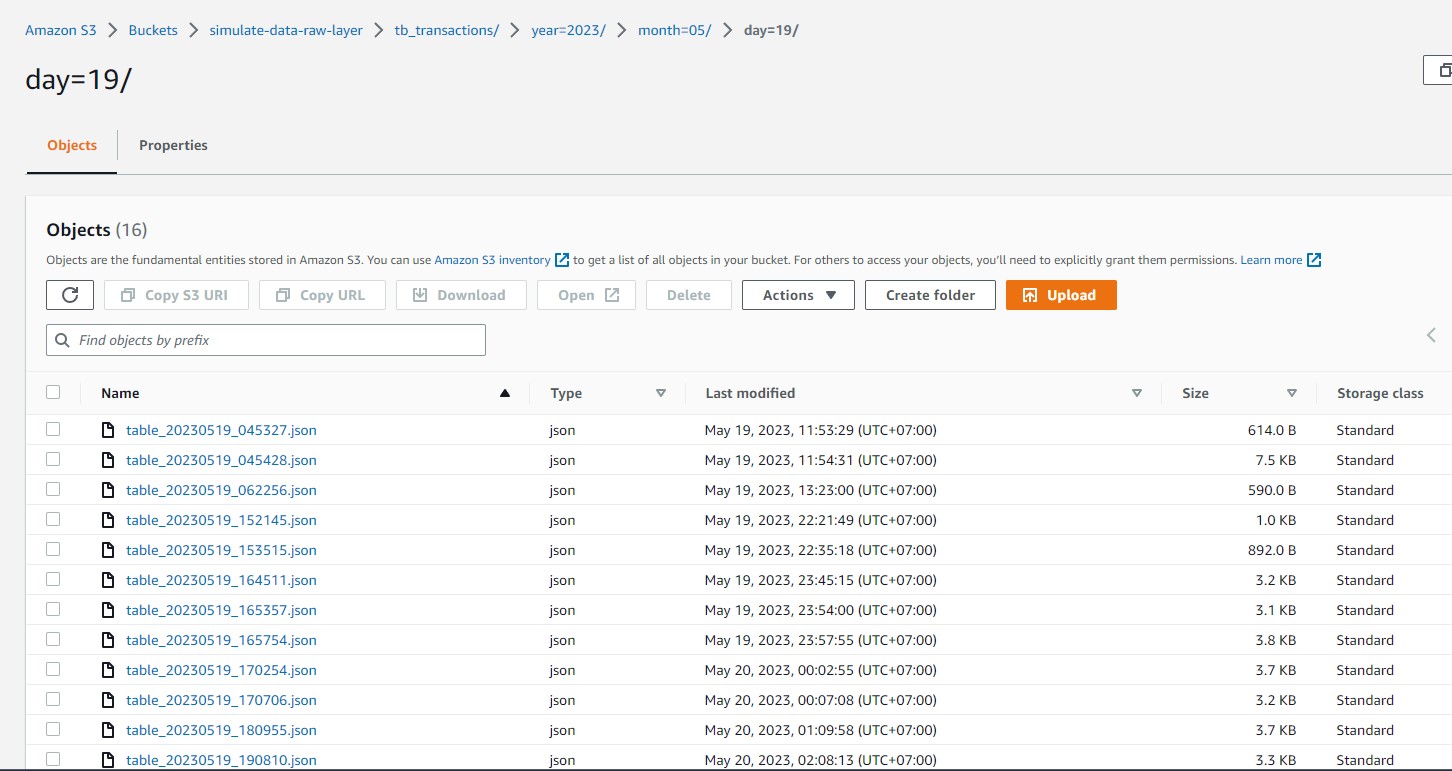 Amazon S3 > Buckets > simulate-data-raw-layer > tb_transactions/ > year=2023/ > month=05/ > day=19/
day=19/
Objects Properties
Objects (16)
Objects are the fundamental entities stored in Amazon S3. You can use Amazon S3 inventory to get a list of all objects in your bucket. For others to access your objects, you'll need to explicitly grant them permissions. Learn more
Copy S3 URI Copy URL Download Open Delete Actions Create folder Upload
Find objects by prefix
Name Type Last modified Size Storage class
table_20230519_045327.json json May 19, 2023, 11:53:29 (UTC+07:00) 614.0 B Standard
table_20230519_045428.json json May 19, 2023, 11:54:31 (UTC+07:00) 7.5 KB Standard
table_20230519_062256.json json May 19, 2023, 13:23:00 (UTC+07:00) 590.0 B Standard
table_20230519_152145.json json May 19, 2023, 22:21:49 (UTC+07:00) 1.0 KB Standard
table_20230519_153515.json json May 19, 2023, 22:35:18 (UTC+07:00) 892.0 B Standard
table_20230519_164511.json json May 19, 2023, 23:45:15 (UTC+07:00) 3.2 KB Standard
table_20230519_165357.json json May 19, 2023, 23:54:00 (UTC+07:00) 3.1 KB Standard
table_20230519_165754.json json May 19, 2023, 23:57:55 (UTC+07:00) 3.8 KB Standard
table_20230519_170254.json json May 20, 2023, 00:02:55 (UTC+07:00) 3.7 KB Standard
table_20230519_170706.json json May 20, 2023, 00:07:08 (UTC+07:00) 3.2 KB Standard
table_20230519_180955.json json May 20, 2023, 01:09:58 (UTC+07:00) 3.7 KB Standard
table_20230519_190810.json json May 20, 2023, 02:08:13 (UTC+07:00) 3.3 KB Standard